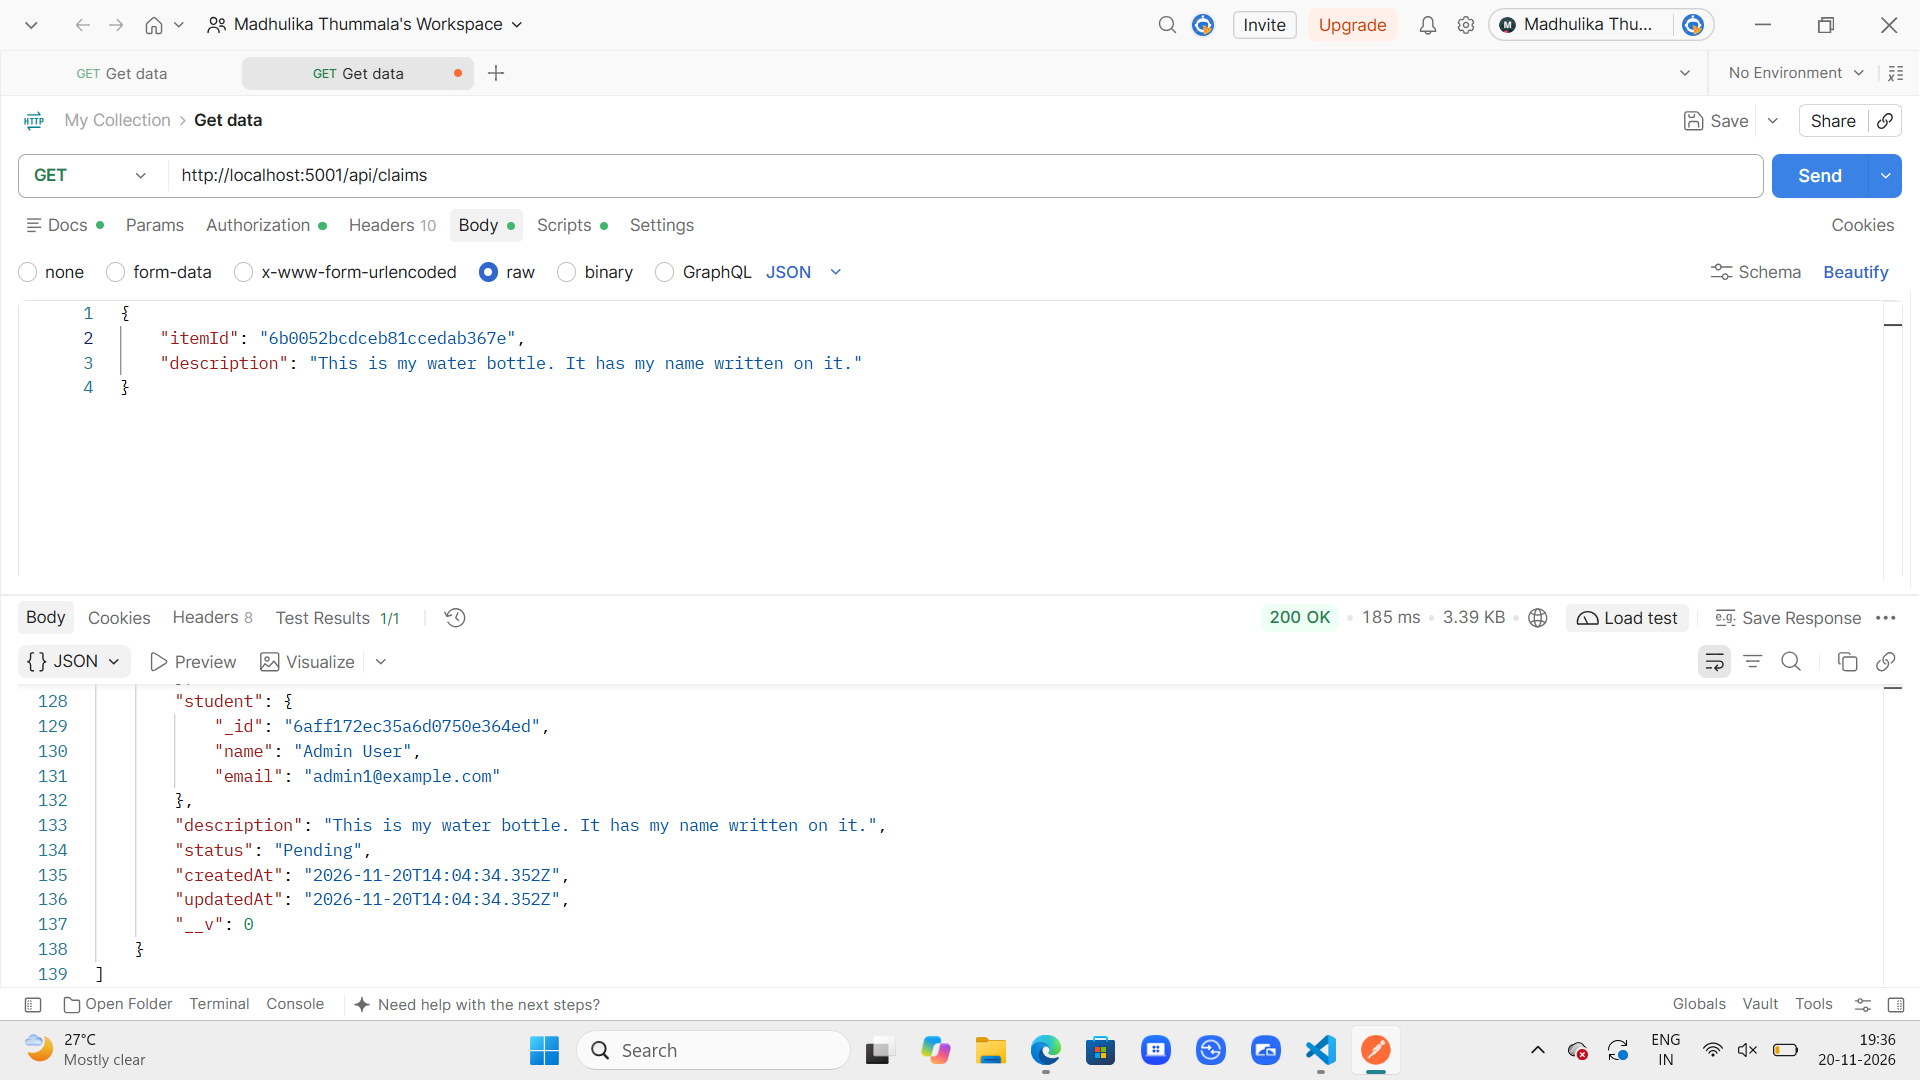 Madhulika Thummala's Workspace
Invite
Upgrade
M Madhulika Thu...
GET Get data
GET Get data
No Environment
HTTP My Collection > Get data
Save
Share
GET
http://localhost:5001/api/claims
Send
Docs
Params
Authorization
Headers 10
Body
Scripts
Settings
Cookies
none
form-data
x-www-form-urlencoded
raw
binary
GraphQL
JSON
Schema
Beautify
1 {
2 "itemId": "6b0052bcdceb81ccedab367e",
3 "description": "This is my water bottle. It has my name written on it."
4 }
Body
Cookies
Headers 8
Test Results 1/1
200 OK • 185 ms • 3.39 KB
Load test
e.g. Save Response
{} JSON
Preview
Visualize
128 "student": {
129 "_id": "6aff172ec35a6d0750e364ed",
130 "name": "Admin User",
131 "email": "admin1@example.com"
132 },
133 "description": "This is my water bottle. It has my name written on it.",
134 "status": "Pending",
135 "createdAt": "2026-11-20T14:04:34.352Z",
136 "updatedAt": "2026-11-20T14:04:34.352Z",
137 "__v": 0
138 }
139 ]
Open Folder
Terminal
Console
Need help with the next steps?
Globals
Vault
Tools
27°C
Mostly clear
Search
ENG
IN
19:36
20-11-2026